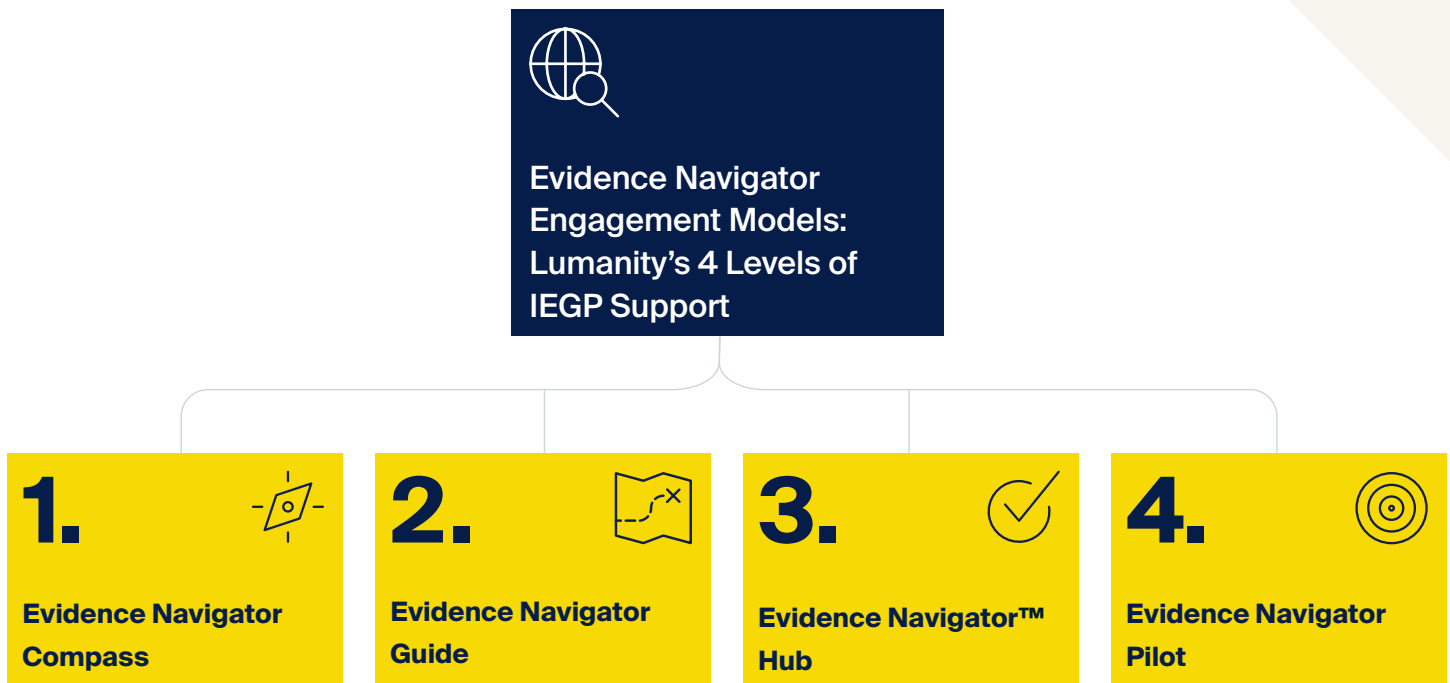 Evidence Navigator
Engagement Models:
Lumanity’s 4 Levels of
IEGP Support
1.
Evidence Navigator
Compass
2.
Evidence Navigator
Guide
3.
Evidence Navigator™
Hub
4.
Evidence Navigator
Pilot